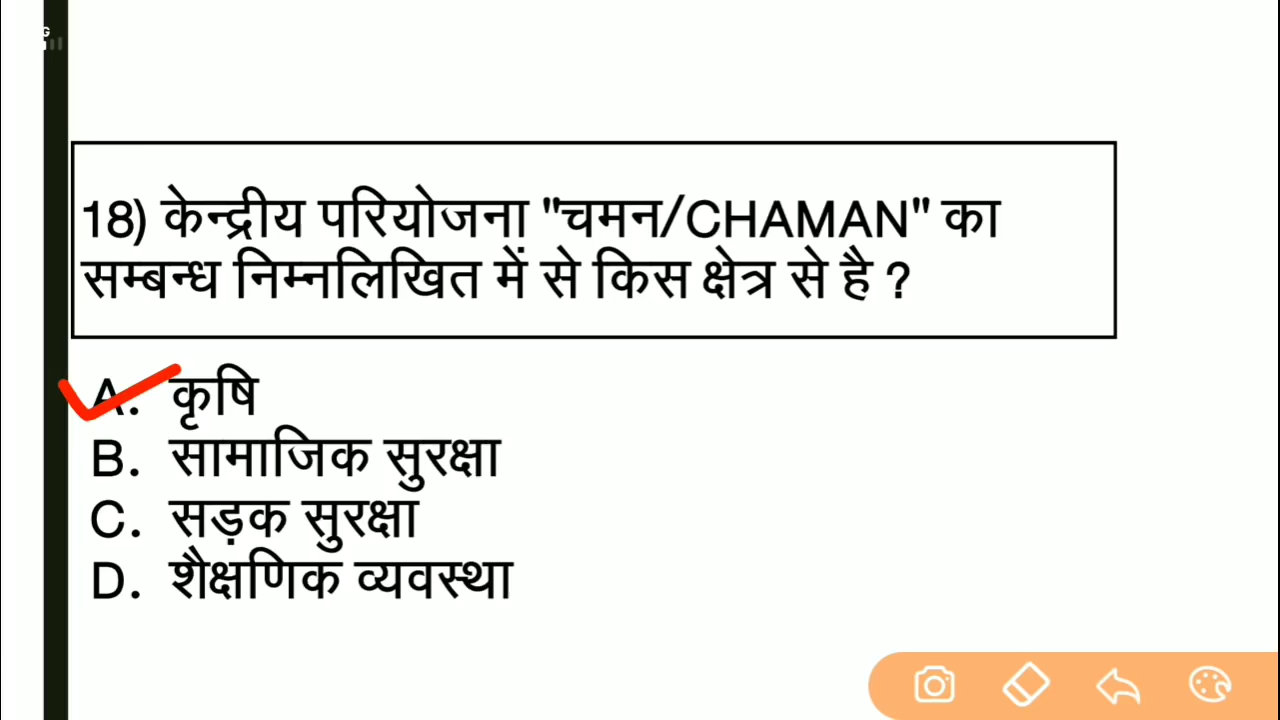 G
18) केन्द्रीय परियोजना "चमन/CHAMAN" का
सम्बन्ध निम्नलिखित में से किस क्षेत्र से है ?
A. कृषि
B. सामाजिक सुरक्षा
C. सड़क सुरक्षा
D. शैक्षणिक व्यवस्था